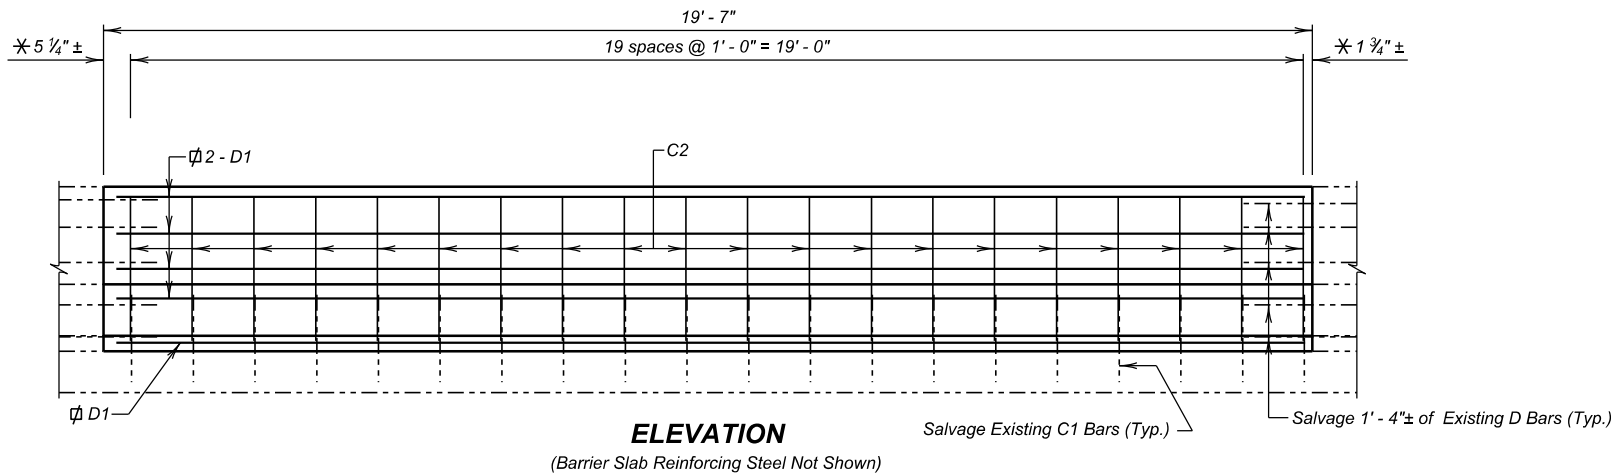 19' - 7"
5 ¼" ±
19 spaces @ 1' - 0" = 19' - 0"
1 ¾" ±
2 - D1
C2
D1
Salvage Existing C1 Bars (Typ.)
Salvage 1' - 4"± of Existing D Bars (Typ.)
ELEVATION
(Barrier Slab Reinforcing Steel Not Shown)